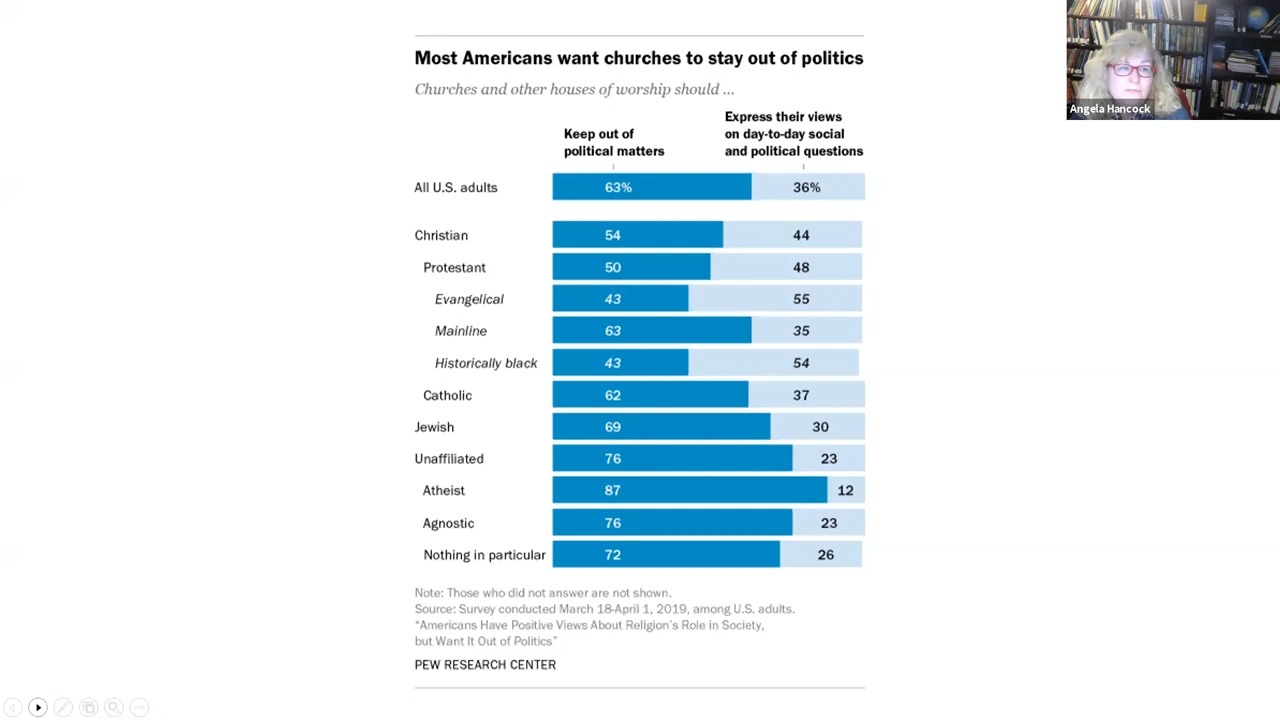 Most Americans want churches to stay out of politics
Churches and other houses of worship should ...
Keep out of
political matters
Express their views
on day-to-day social
and political questions
All U.S. adults 63% 36%
Christian 54 44
Protestant 50 48
Evangelical 43 55
Mainline 63 35
Historically black 43 54
Catholic 62 37
Jewish 69 30
Unaffiliated 76 23
Atheist 87 12
Agnostic 76 23
Nothing in particular 72 26
Note: Those who did not answer are not shown.
Source: Survey conducted March 18-April 1, 2019, among U.S. adults.
“Americans Have Positive Views About Religion’s Role in Society,
but Want It Out of Politics”
PEW RESEARCH CENTER
Angela Hancock